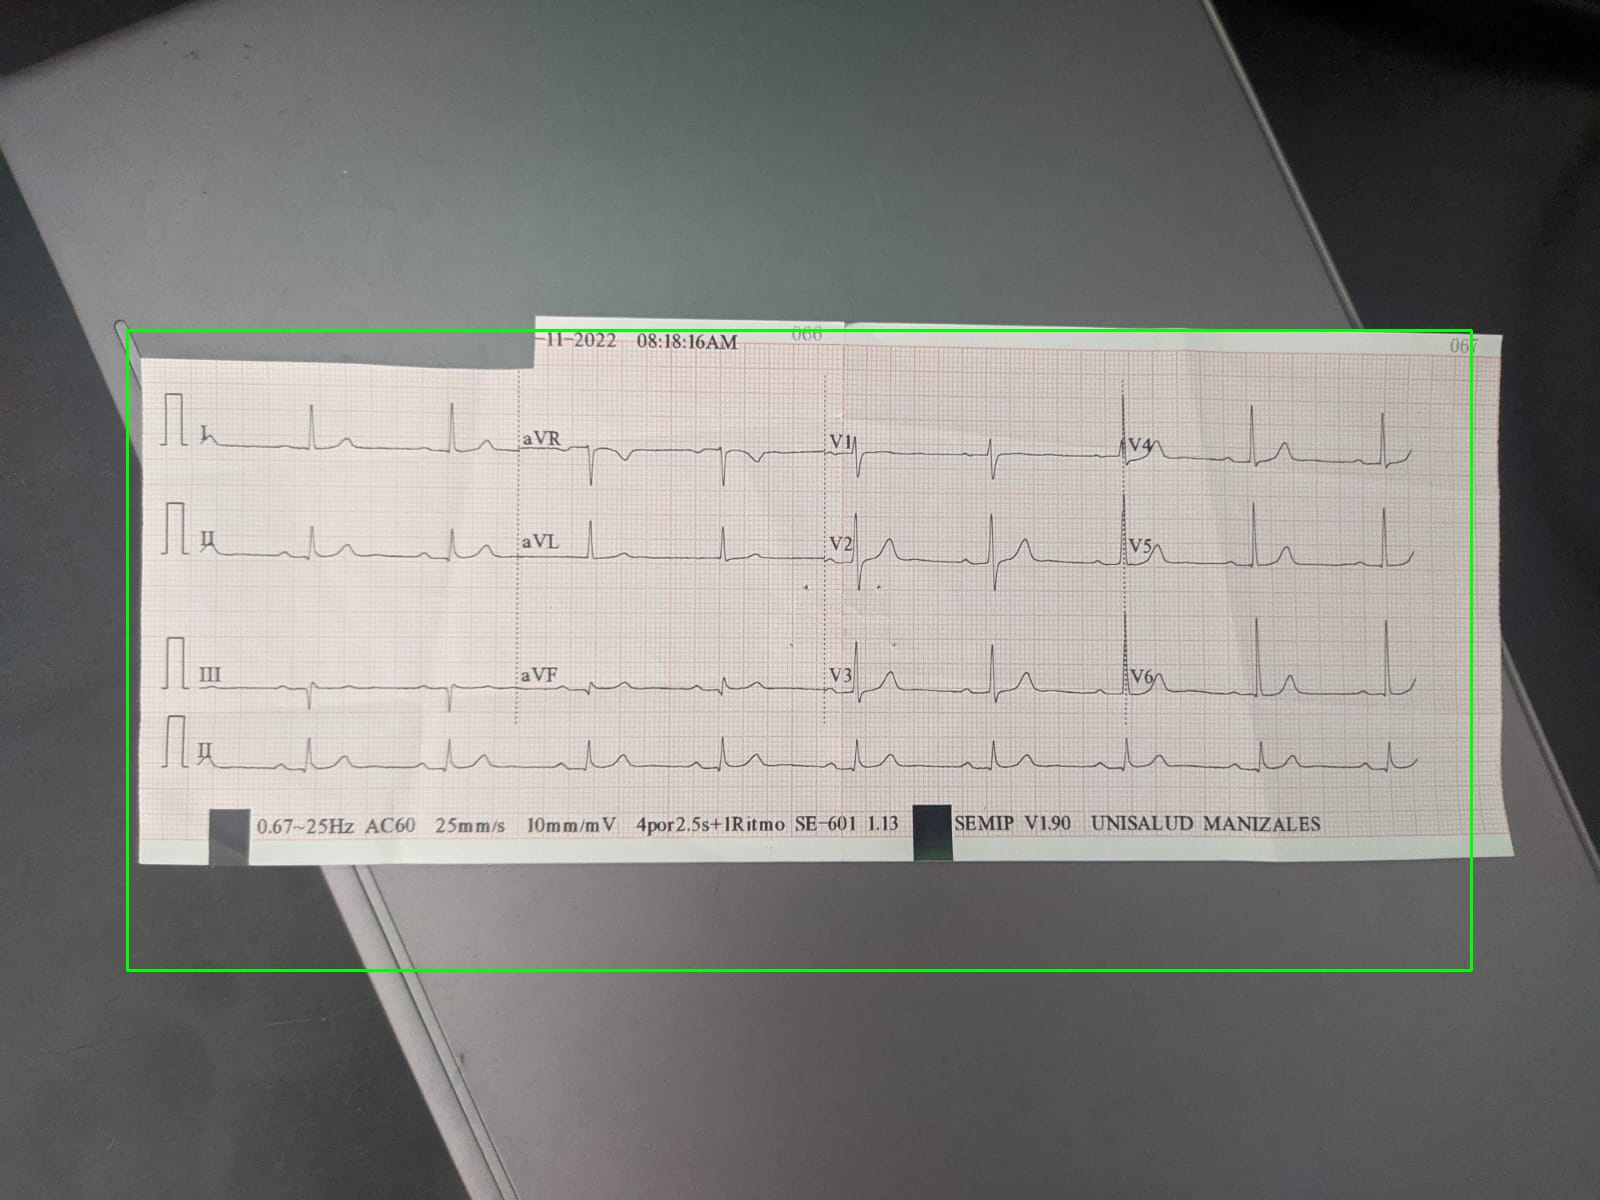 -11-2022 08:18:16AM 066 067
I aVR V1 V4
II aVL V2 V5
III aVF V3 V6
II
0.67~25Hz AC60 25mm/s 10mm/mV 4por2.5s+1Ritmo SE-601 1.13 SEMIP V1.90 UNISALUD MANIZALES